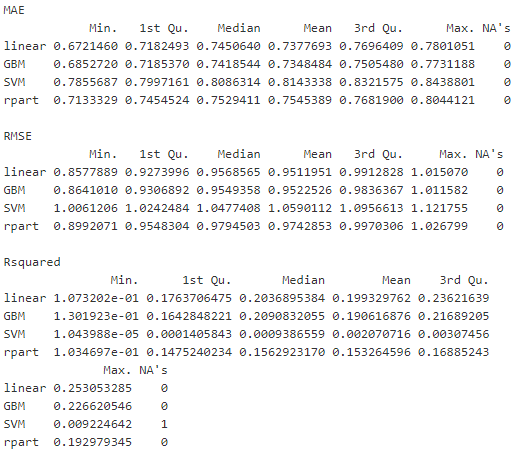 MAE
Min. 1st Qu. Median Mean 3rd Qu. Max. NA's
linear 0.6721460 0.7182493 0.7450640 0.7377693 0.7696409 0.7801051 0
GBM 0.6852720 0.7185370 0.7418544 0.7348484 0.7505480 0.7731188 0
SVM 0.7855687 0.7997161 0.8086314 0.8143338 0.8321575 0.8438801 0
rpart 0.7133329 0.7454524 0.7529411 0.7545389 0.7681900 0.8044121 0
RMSE
Min. 1st Qu. Median Mean 3rd Qu. Max. NA's
linear 0.8577889 0.9273996 0.9568565 0.9511951 0.9912828 1.015070 0
GBM 0.8641010 0.9306892 0.9549358 0.9522526 0.9836367 1.011582 0
SVM 1.0061206 1.0242484 1.0477408 1.0590112 1.0956613 1.121755 0
rpart 0.8992071 0.9548304 0.9794503 0.9742853 0.9970306 1.026799 0
Rsquared
Min. 1st Qu. Median Mean 3rd Qu.
linear 1.073202e-01 0.1763706475 0.2036895384 0.199329762 0.23621639
GBM 1.301923e-01 0.1642848221 0.2090832055 0.190616876 0.21689205
SVM 1.043988e-05 0.0001405843 0.0009386559 0.002070716 0.00307456
rpart 1.034697e-01 0.1475240234 0.1562923170 0.153264596 0.16885243
Max. NA's
linear 0.253053285 0
GBM 0.226620546 0
SVM 0.009224642 1
rpart 0.192979345 0